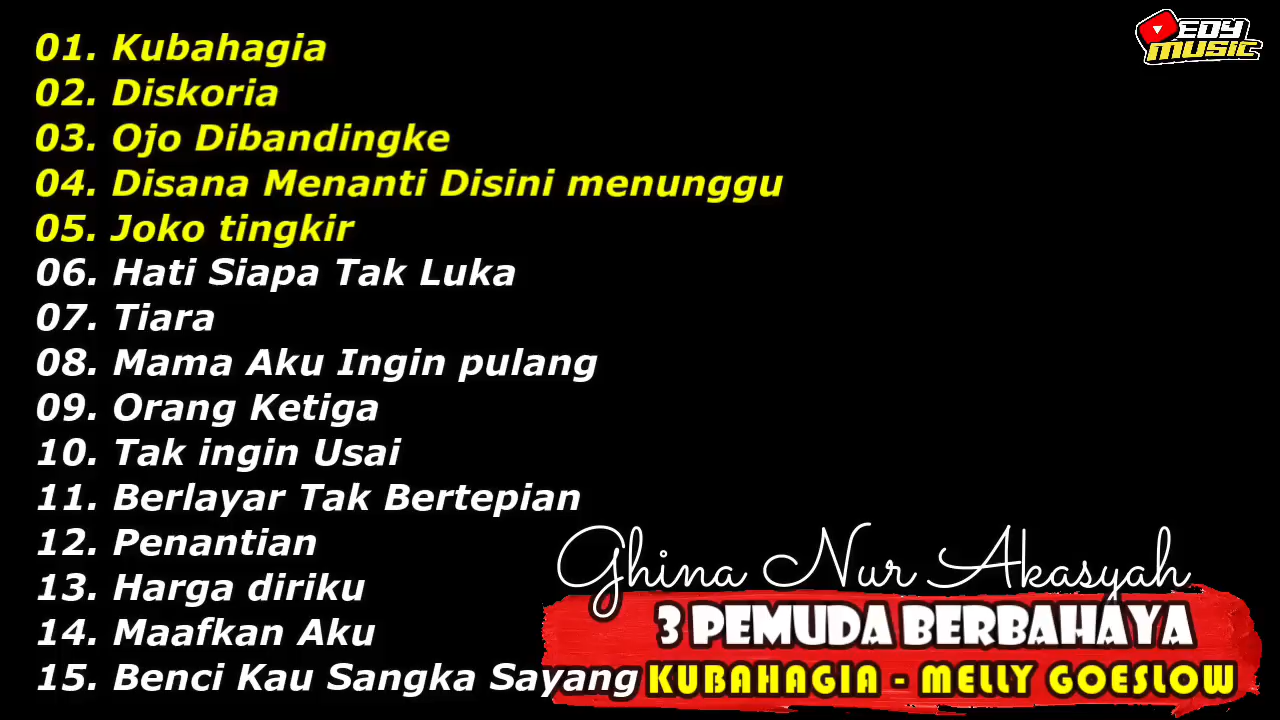 01. Kubahagia
02. Diskoria
03. Ojo Dibandingke
04. Disana Menanti Disini menunggu
05. Joko tingkir
06. Hati Siapa Tak Luka
07. Tiara
08. Mama Aku Ingin pulang
09. Orang Ketiga
10. Tak ingin Usai
11. Berlayar Tak Bertepian
12. Penantian
13. Harga diriku
14. Maafkan Aku
15. Benci Kau Sangka Sayang
EDY
MUSIC
Ghina Nur Akasyah
3 PEMUDA BERBAHAYA
KUBAHAGIA - MELLY GOESLOW